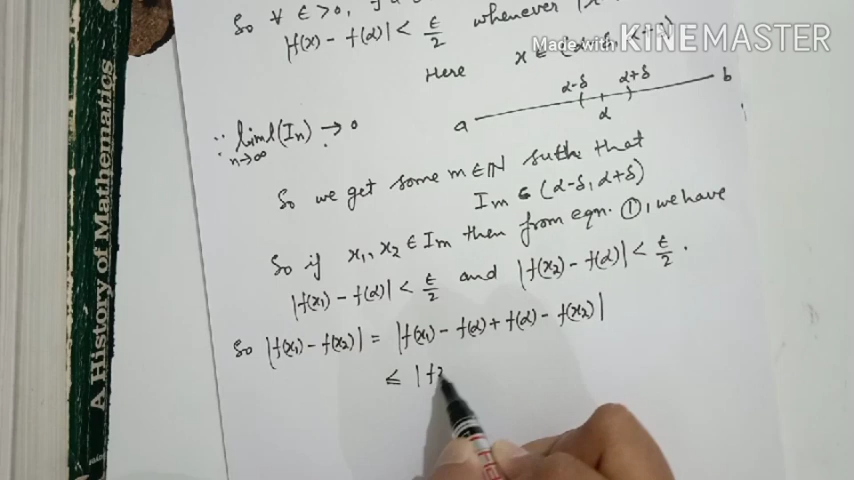 So ∀ ε>0, ∃ a
|f(x) - f(α)| < ε/2 whenever |x
Here x ∈ (α-δ, α+δ)
Made with KINEMASTER
a α-δ α α+δ b
∵ lim l(In) → 0
n→∞
So we get some m∈ℕ such that
Im ⊂ (α-δ, α+δ)
So if x₁, x₂ ∈ Im then from eqn. ①, we have
|f(x₁) - f(α)| < ε/2 and |f(x₂) - f(α)| < ε/2 .
So |f(x₁) - f(x₂)| = |f(x₁) - f(α) + f(α) - f(x₂)|
≤ |f
A History of Mathematics